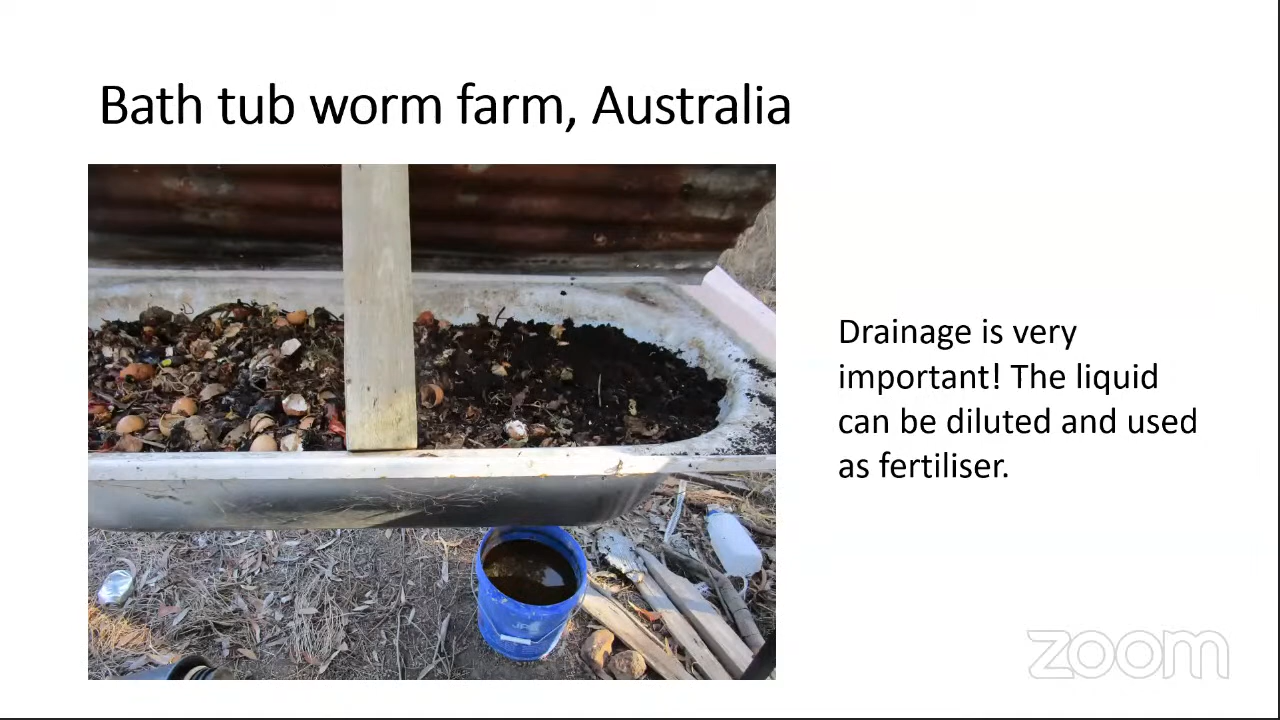 Bath tub worm farm, Australia
Drainage is very
important! The liquid
can be diluted and used
as fertiliser.
zoom